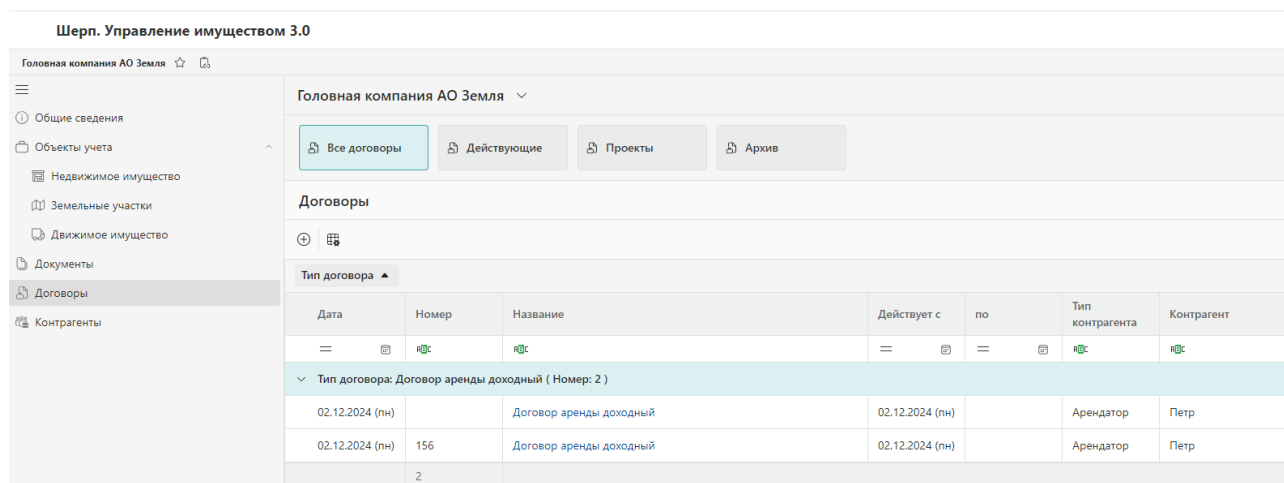 Шерп. Управление имуществом 3.0
Головная компания АО Земля
Общие сведения
Объекты учета
Недвижимое имущество
Земельные участки
Движимое имущество
Документы
Договоры
Контрагенты
Головная компания АО Земля
Все договоры Действующие Проекты Архив
Договоры
Тип договора
Дата Номер Название Действует с по Тип контрагента Контрагент
Тип договора: Договор аренды доходный ( Номер: 2 )
02.12.2024 (пн) Договор аренды доходный 02.12.2024 (пн) Арендатор Петр
02.12.2024 (пн) 156 Договор аренды доходный 02.12.2024 (пн) Арендатор Петр
2